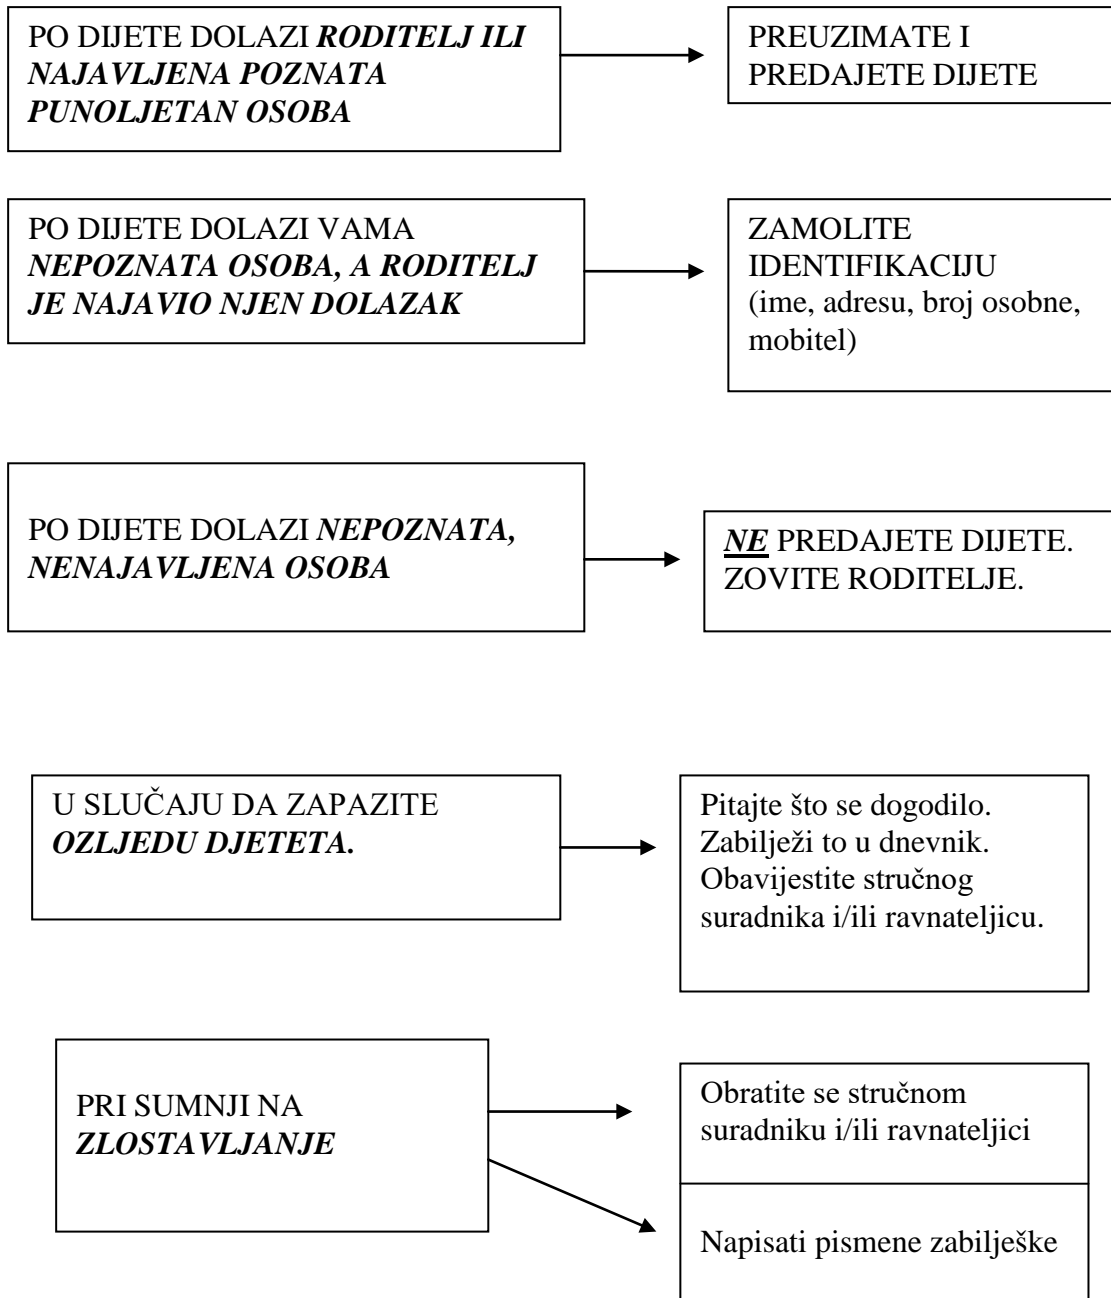 PO DIJETE DOLAZI RODITELJ ILI
NAJAVLJENA POZNATA
PUNOLJETAN OSOBA
PREUZIMATE I
PREDAJETE DIJETE
PO DIJETE DOLAZI VAMA
NEPOZNATA OSOBA, A RODITELJ
JE NAJAVIO NJEN DOLAZAK
ZAMOLITE
IDENTIFIKACIJU
(ime, adresu, broj osobne,
mobitel)
PO DIJETE DOLAZI NEPOZNATA,
NENAJAVLJENA OSOBA
NE PREDAJETE DIJETE.
ZOVITE RODITELJE.
U SLUČAJU DA ZAPAZITE
OZLJEDU DJETETA.
Pitajte što se dogodilo.
Zabilježi to u dnevnik.
Obavijestite stručnog
suradnika i/ili ravnateljicu.
PRI SUMNJI NA
ZLOSTAVLJANJE
Obratite se stručnom
suradniku i/ili ravnateljici
Napisati pismene zabilješke